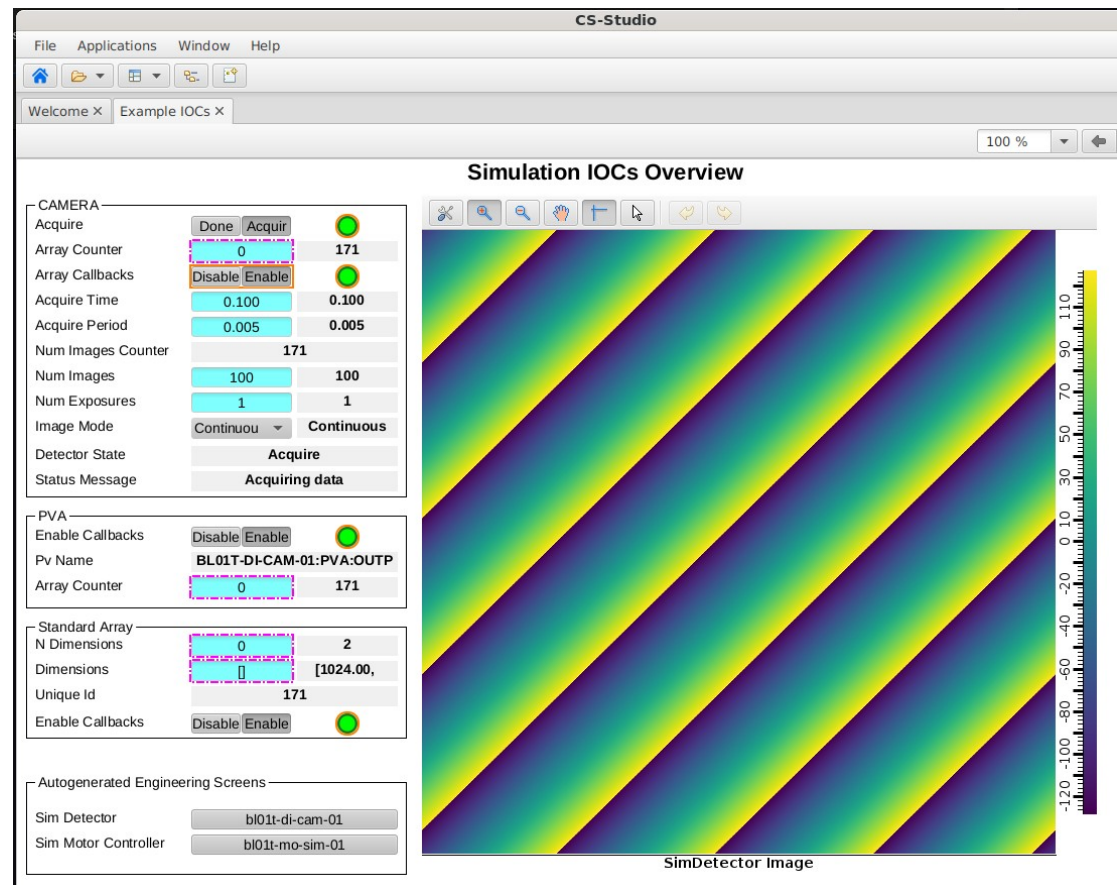 CS-Studio
File Applications Window Help
Welcome × Example IOCs ×
100 %
Simulation IOCs Overview
CAMERA
Acquire Done Acquir
Array Counter 0 171
Array Callbacks Disable Enable
Acquire Time 0.100 0.100
Acquire Period 0.005 0.005
Num Images Counter 171
Num Images 100 100
Num Exposures 1 1
Image Mode Continuou Continuous
Detector State Acquire
Status Message Acquiring data
PVA
Enable Callbacks Disable Enable
Pv Name BL01T-DI-CAM-01:PVA:OUTP
Array Counter 0 171
Standard Array
N Dimensions 0 2
Dimensions [] [1024.00,
Unique Id 171
Enable Callbacks Disable Enable
Autogenerated Engineering Screens
Sim Detector bl01t-di-cam-01
Sim Motor Controller bl01t-mo-sim-01
110
90
70
50
30
10
0
-20
-40
-60
-80
-100
-120
SimDetector Image